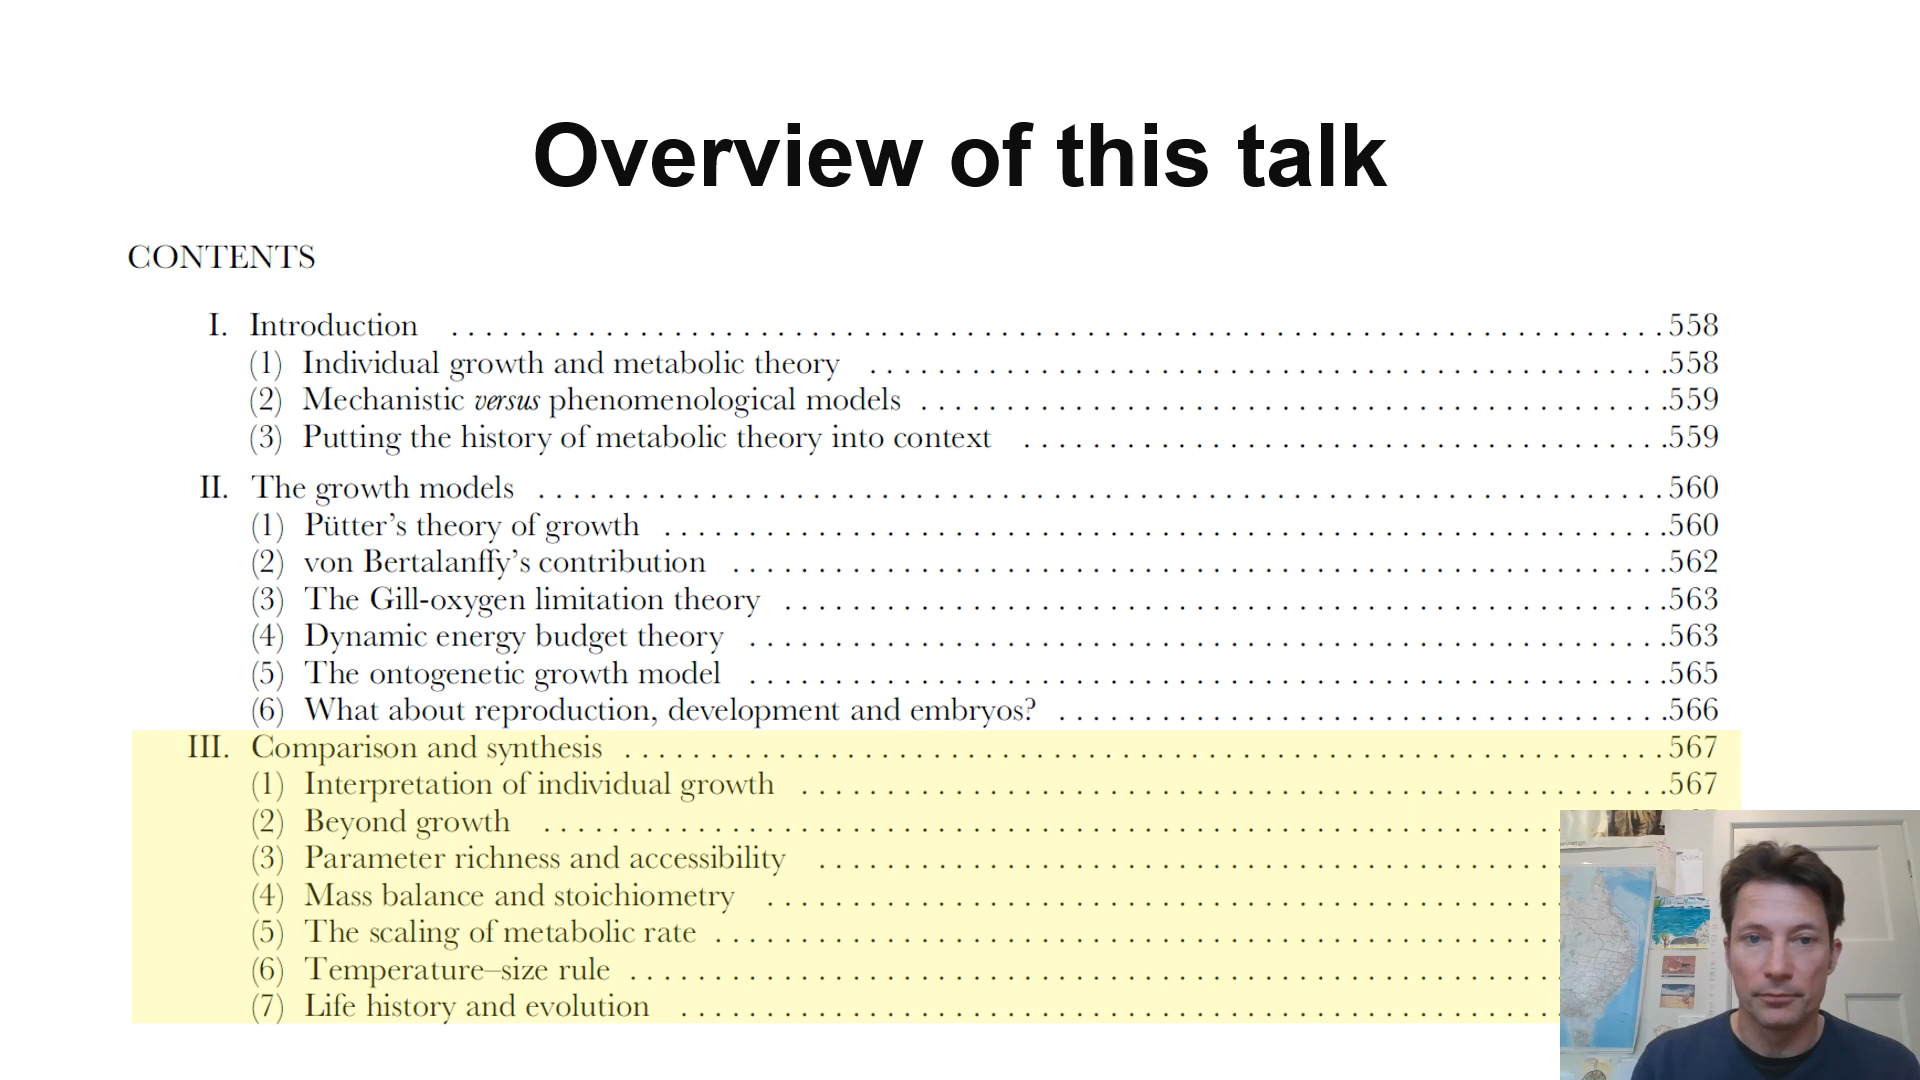 Overview of this talk
CONTENTS
I. Introduction . . . . . . . . . . . . . . . . . . . . 558
(1) Individual growth and metabolic theory . . . . . . . . . . . . . . . . . . . . 558
(2) Mechanistic versus phenomenological models . . . . . . . . . . . . . . . . . . . . 559
(3) Putting the history of metabolic theory into context . . . . . . . . . . . . . . . . . . . . 559
II. The growth models . . . . . . . . . . . . . . . . . . . . 560
(1) Pütter’s theory of growth . . . . . . . . . . . . . . . . . . . . 560
(2) von Bertalanffy’s contribution . . . . . . . . . . . . . . . . . . . . 562
(3) The Gill-oxygen limitation theory . . . . . . . . . . . . . . . . . . . . 563
(4) Dynamic energy budget theory . . . . . . . . . . . . . . . . . . . . 563
(5) The ontogenetic growth model . . . . . . . . . . . . . . . . . . . . 565
(6) What about reproduction, development and embryos? . . . . . . . . . . . . . . . . . . . . 566
III. Comparison and synthesis . . . . . . . . . . . . . . . . . . . . 567
(1) Interpretation of individual growth . . . . . . . . . . . . . . . . . . . . 567
(2) Beyond growth . . . . . . . . . . . . . . . . . . . .
(3) Parameter richness and accessibility . . . . . . . . . . . . . . . . . . . .
(4) Mass balance and stoichiometry . . . . . . . . . . . . . . . . . . . .
(5) The scaling of metabolic rate . . . . . . . . . . . . . . . . . . . .
(6) Temperature–size rule . . . . . . . . . . . . . . . . . . . .
(7) Life history and evolution . . . . . . . . . . . . . . . . . . . .